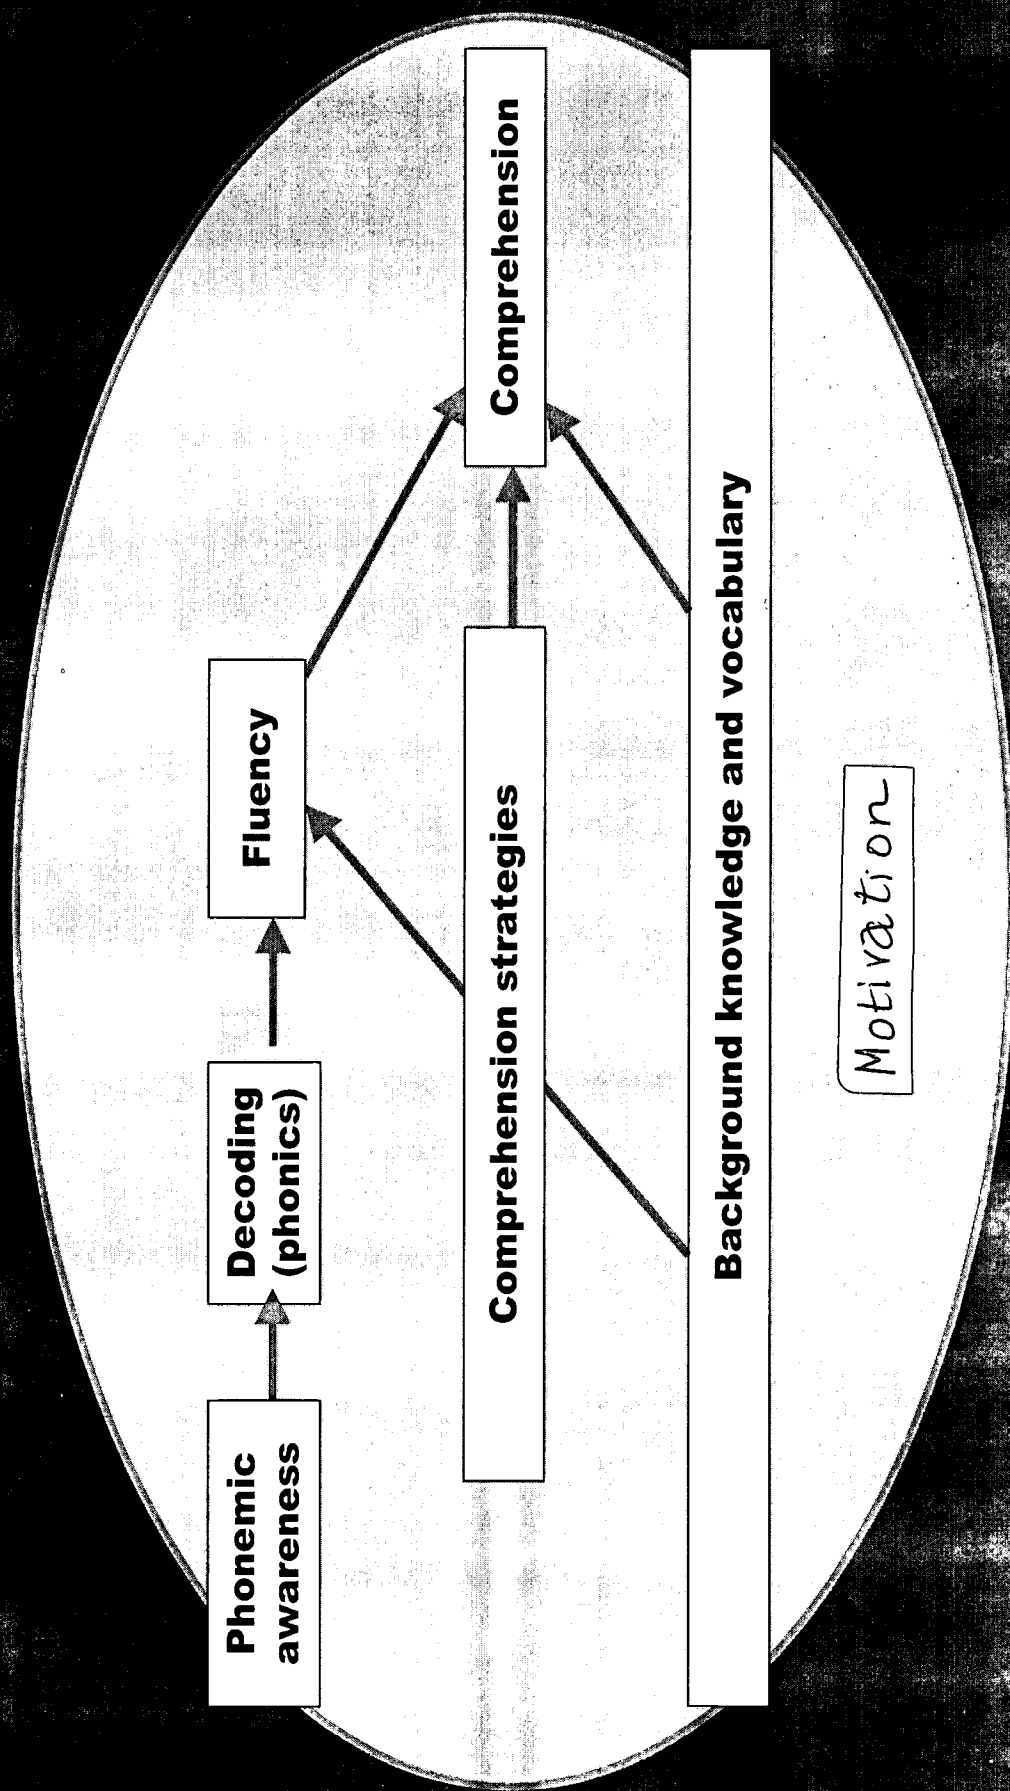 Phonemic
awareness
Decoding
(phonics)
Fluency
Comprehension strategies
Comprehension
Background knowledge and vocabulary
Motivation